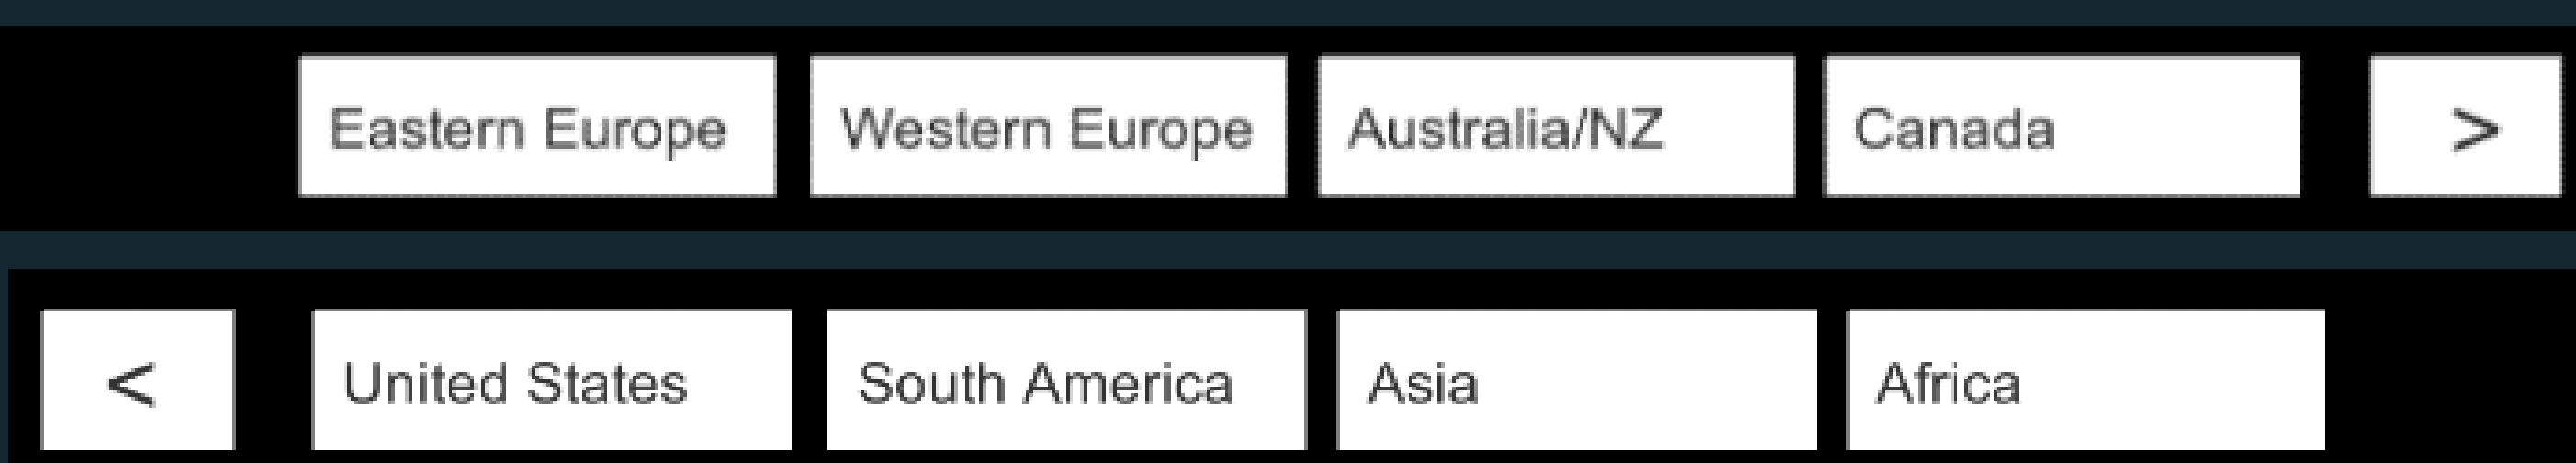 Eastern Europe Western Europe Australia/NZ Canada >
< United States South America Asia Africa